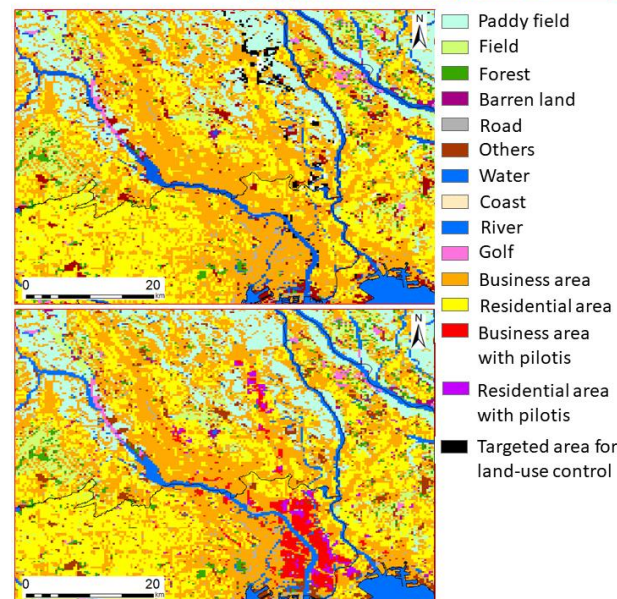 N
0
20
km
N
0
20
km
Paddy field
Field
Forest
Barren land
Road
Others
Water
Coast
River
Golf
Business area
Residential area
Business area
with pilotis
Residential area
with pilotis
Targeted area for
land-use control